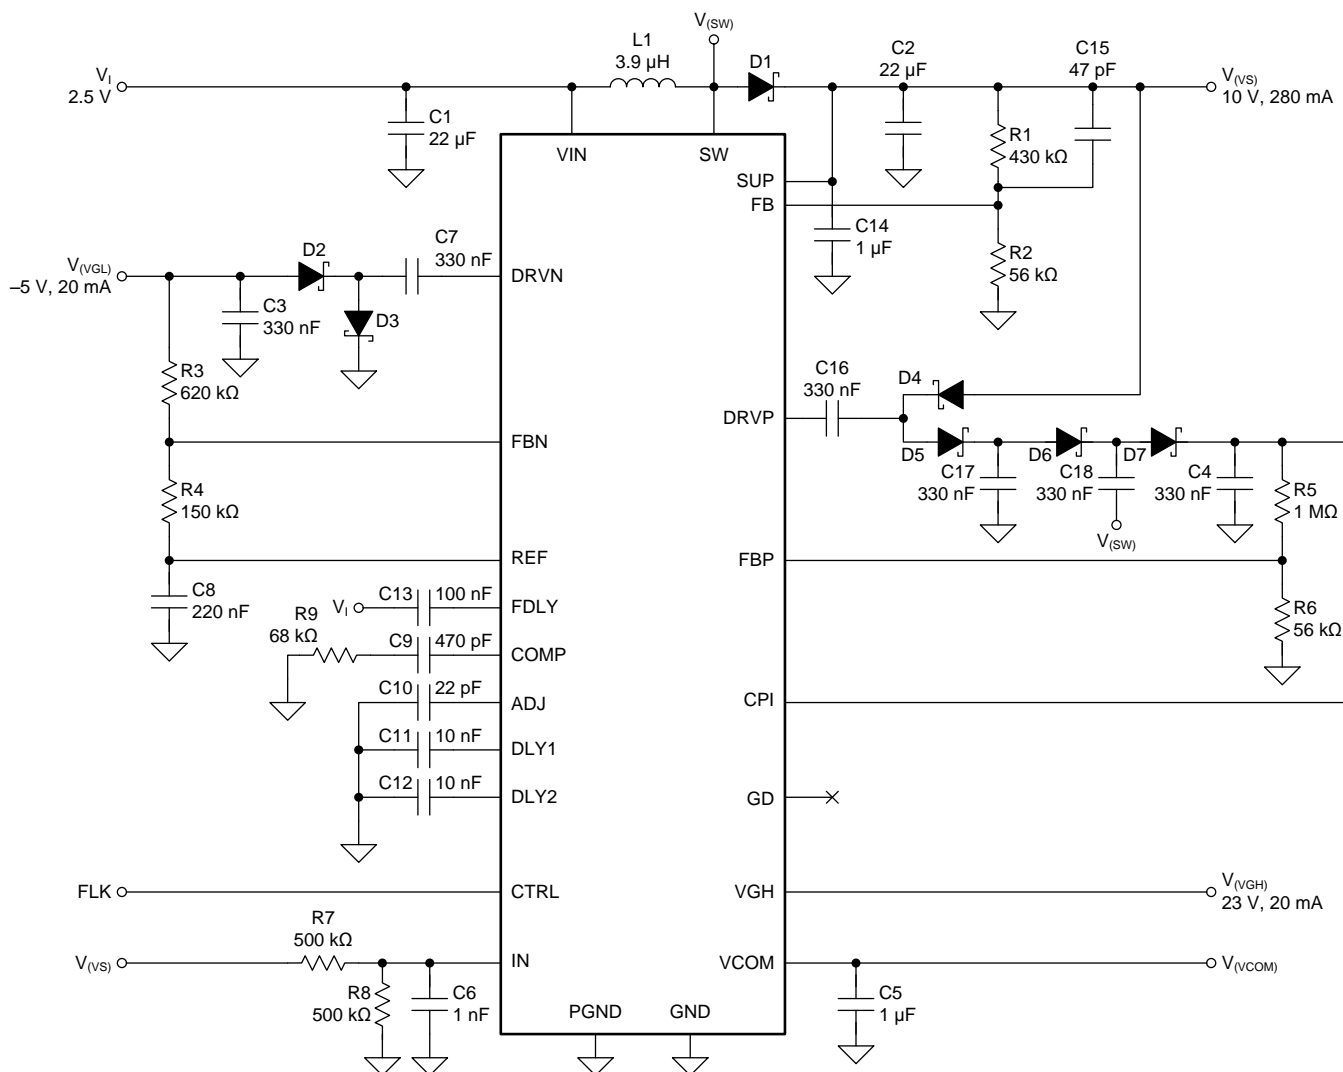 V(SW)
L1
3.9 µH
D1
C2
22 µF
C15
47 pF
VI
2.5 V
V(VS)
10 V, 280 mA
C1
22 µF
VIN
SW
R1
430 kΩ
SUP
FB
C14
1 µF
R2
56 kΩ
V(VGL)
–5 V, 20 mA
D2
C7
330 nF
DRVN
C3
330 nF
D3
R3
620 kΩ
C16
330 nF
D4
DRVP
FBN
D5
D6
D7
C17
330 nF
C18
330 nF
C4
330 nF
R5
1 MΩ
R4
150 kΩ
V(SW)
REF
FBP
C8
220 nF
VI
C13
100 nF
FDLY
R9
68 kΩ
C9
470 pF
COMP
R6
56 kΩ
C10
22 pF
ADJ
CPI
C11
10 nF
DLY1
C12
10 nF
DLY2
GD
FLK
CTRL
VGH
V(VGH)
23 V, 20 mA
R7
500 kΩ
V(VS)
IN
VCOM
V(VCOM)
R8
500 kΩ
C6
1 nF
PGND
GND
C5
1 µF